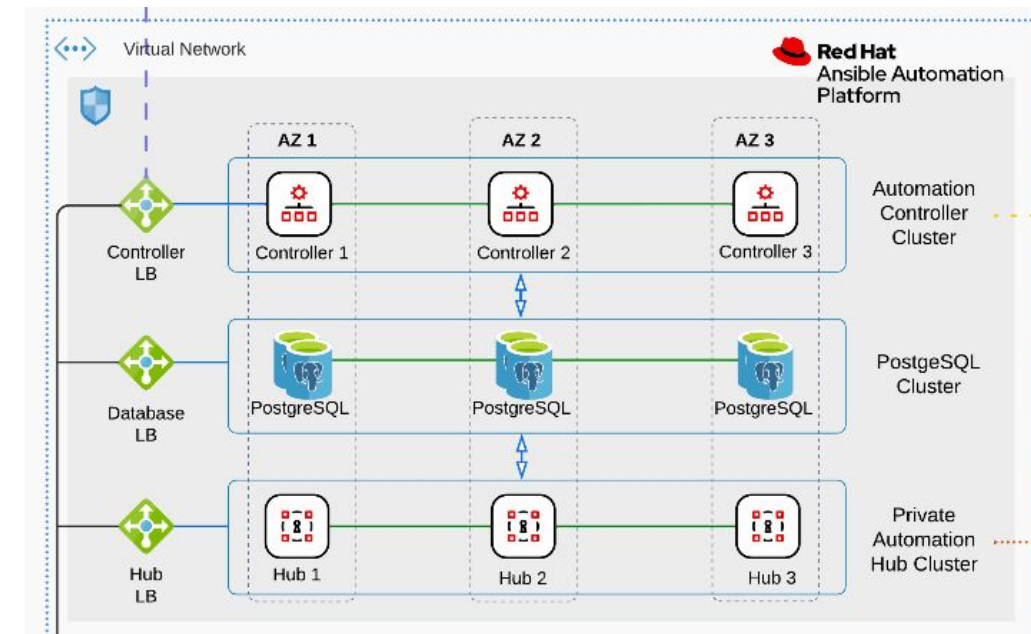 Virtual Network
Red Hat
Ansible Automation
Platform
AZ 1
AZ 2
AZ 3
Controller
LB
Controller 1
Controller 2
Controller 3
Automation
Controller
Cluster
Database
LB
PostgreSQL
PostgreSQL
PostgreSQL
PostgeSQL
Cluster
Hub
LB
Hub 1
Hub 2
Hub 3
Private
Automation
Hub Cluster